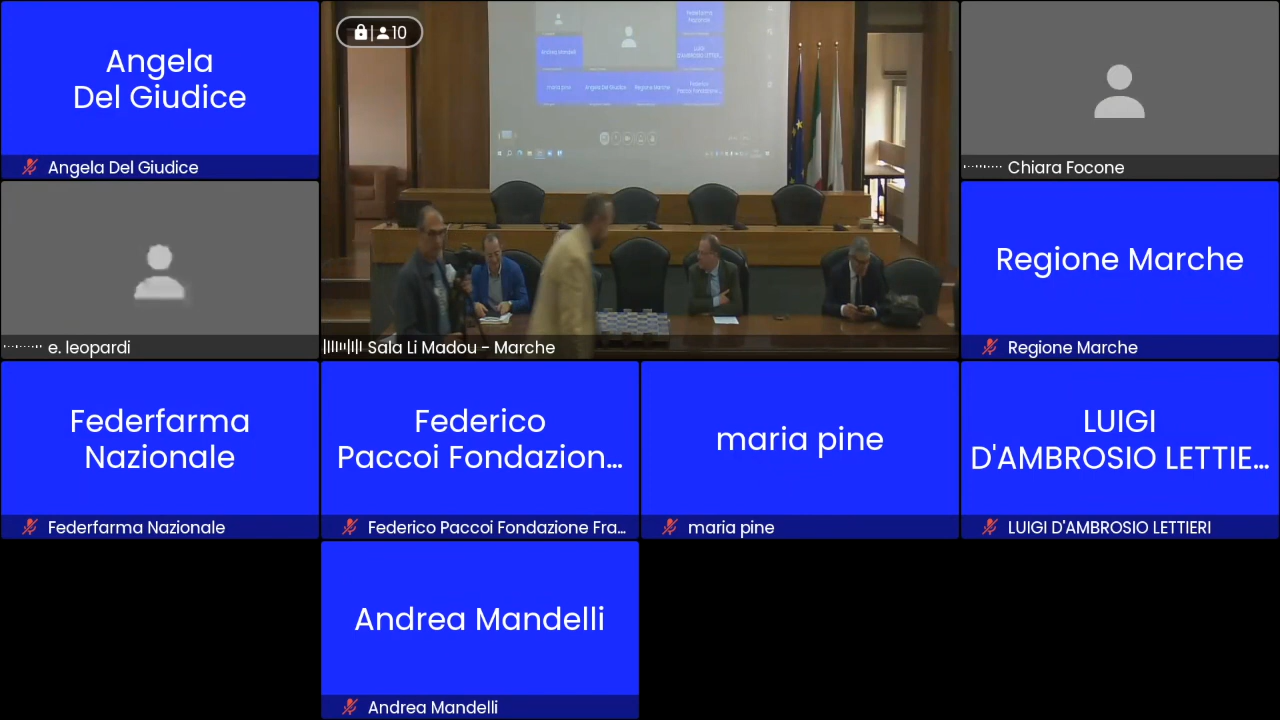 Angela
Del Giudice
Angela Del Giudice
10
Sala Li Madou - Marche
Chiara Focone
e. leopardi
Regione Marche
Regione Marche
Federfarma
Nazionale
Federfarma Nazionale
Federico
Paccoi Fondazion...
Federico Paccoi Fondazione Fra...
maria pine
maria pine
LUIGI
D'AMBROSIO LETTIE...
LUIGI D'AMBROSIO LETTIERI
Andrea Mandelli
Andrea Mandelli